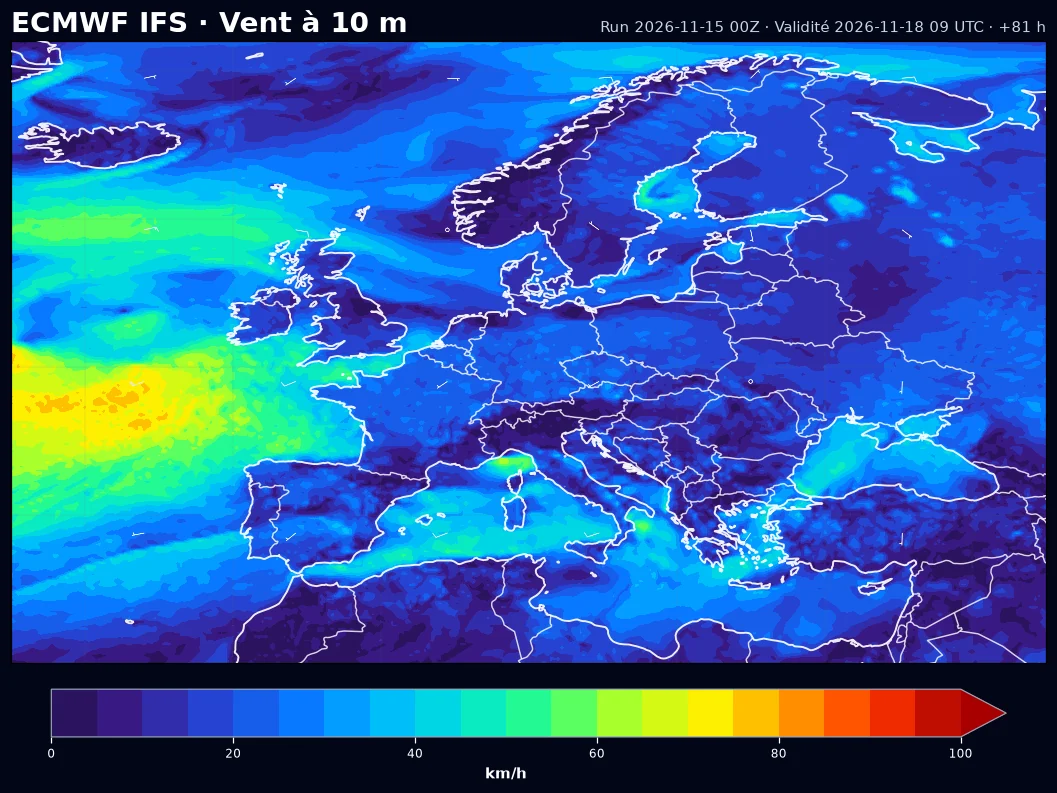 ECMWF IFS · Vent à 10 m
Run 2026-11-15 00Z · Validité 2026-11-18 09 UTC · +81 h
0 20 40 60 80 100
km/h